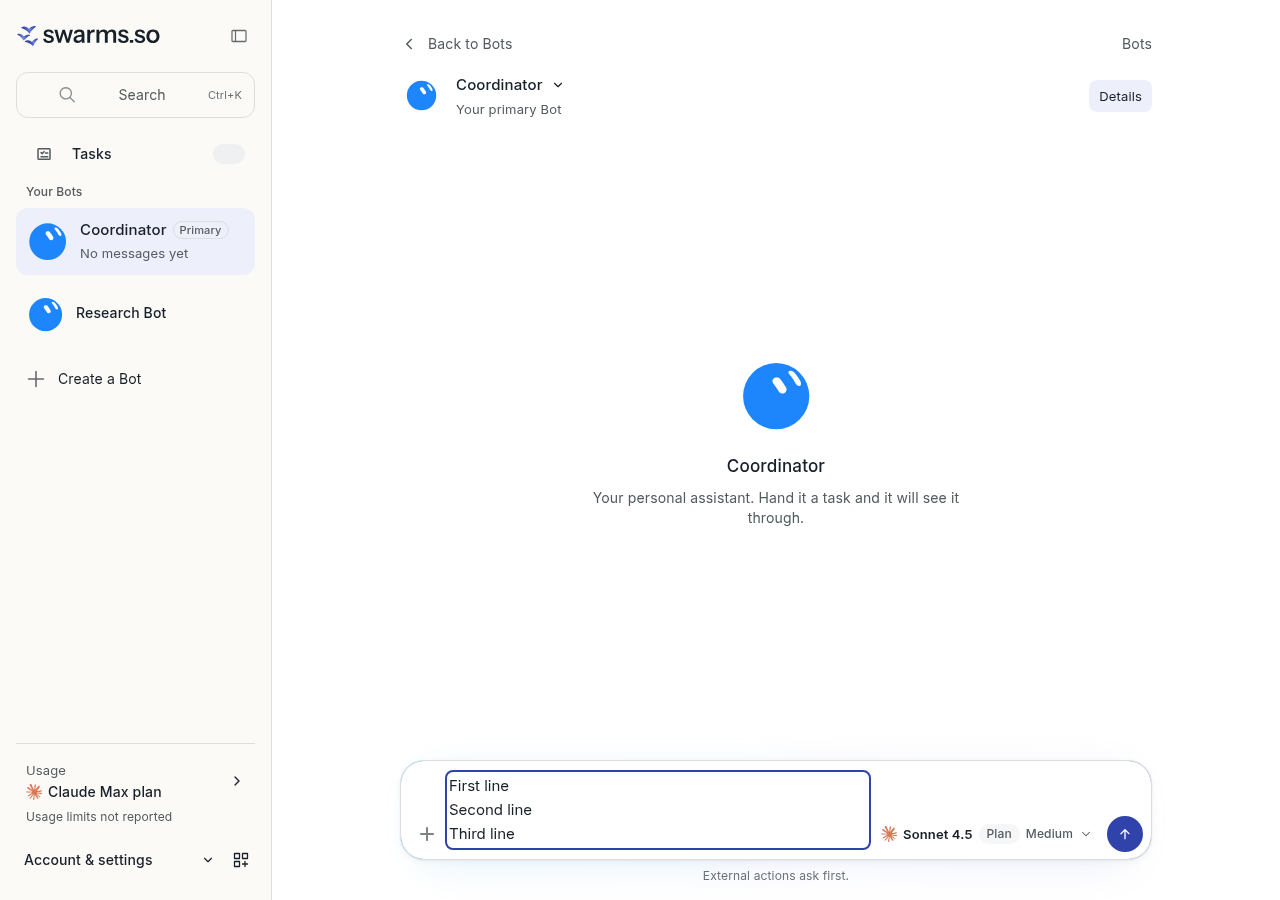 swarms.so
Search
Ctrl+K
Tasks
Your Bots
Coordinator
Primary
No messages yet
Research Bot
Create a Bot
Usage
Claude Max plan
Usage limits not reported
Account & settings
Back to Bots
Bots
Coordinator
Your primary Bot
Details
Coordinator
Your personal assistant. Hand it a task and it will see it
through.
First line
Second line
Third line
Sonnet 4.5
Plan
Medium
External actions ask first.